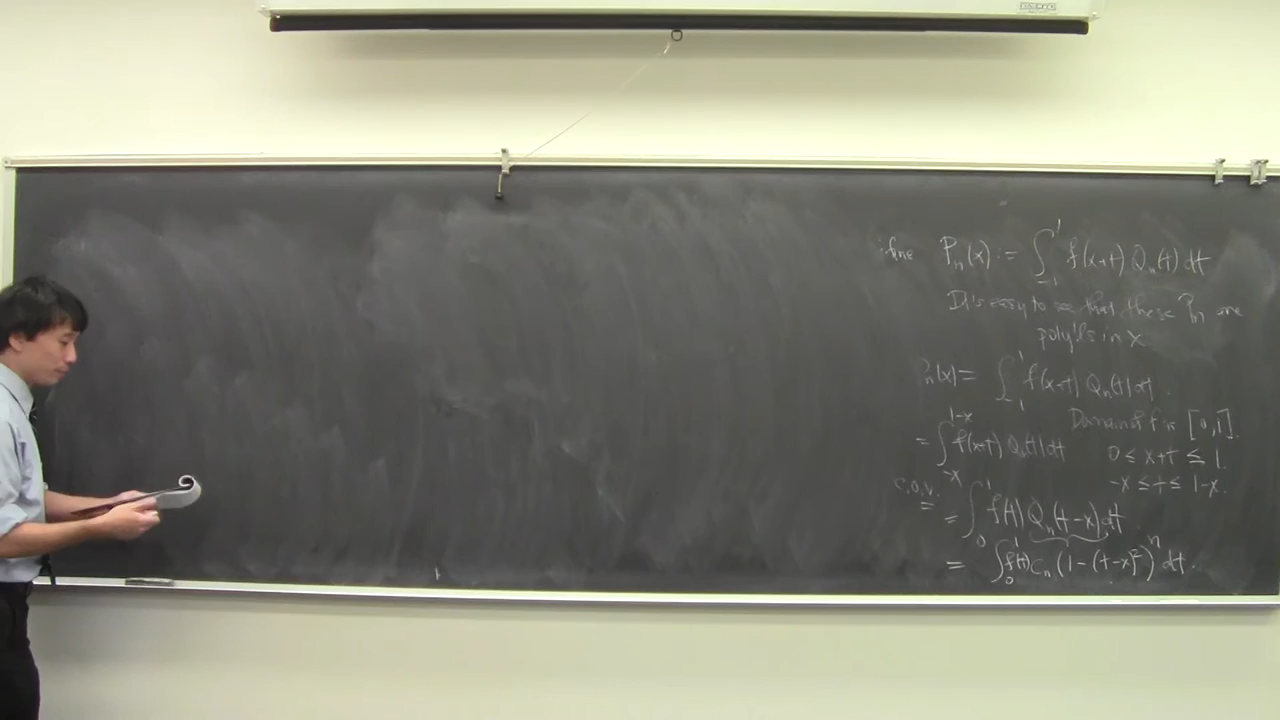 P_n(x) := ∫_{-1}^{1} f(x+t) Q_n(t) dt
It's easy to see that these P_n are
poly'ls in x
P_n(x) = ∫_{-1}^{1} f(x+t) Q_n(t) dt.
Domain of f is [0,1].
= ∫_{-x}^{1-x} f(x+t) Q_n(t) dt 0 ≤ x+t ≤ 1.
-x ≤ t ≤ 1-x.
C.O.V. = = ∫_0^1 f(t) Q_n(t-x) dt
= ∫_0^1 f(t) C_n (1-(t-x)^2)^n dt.